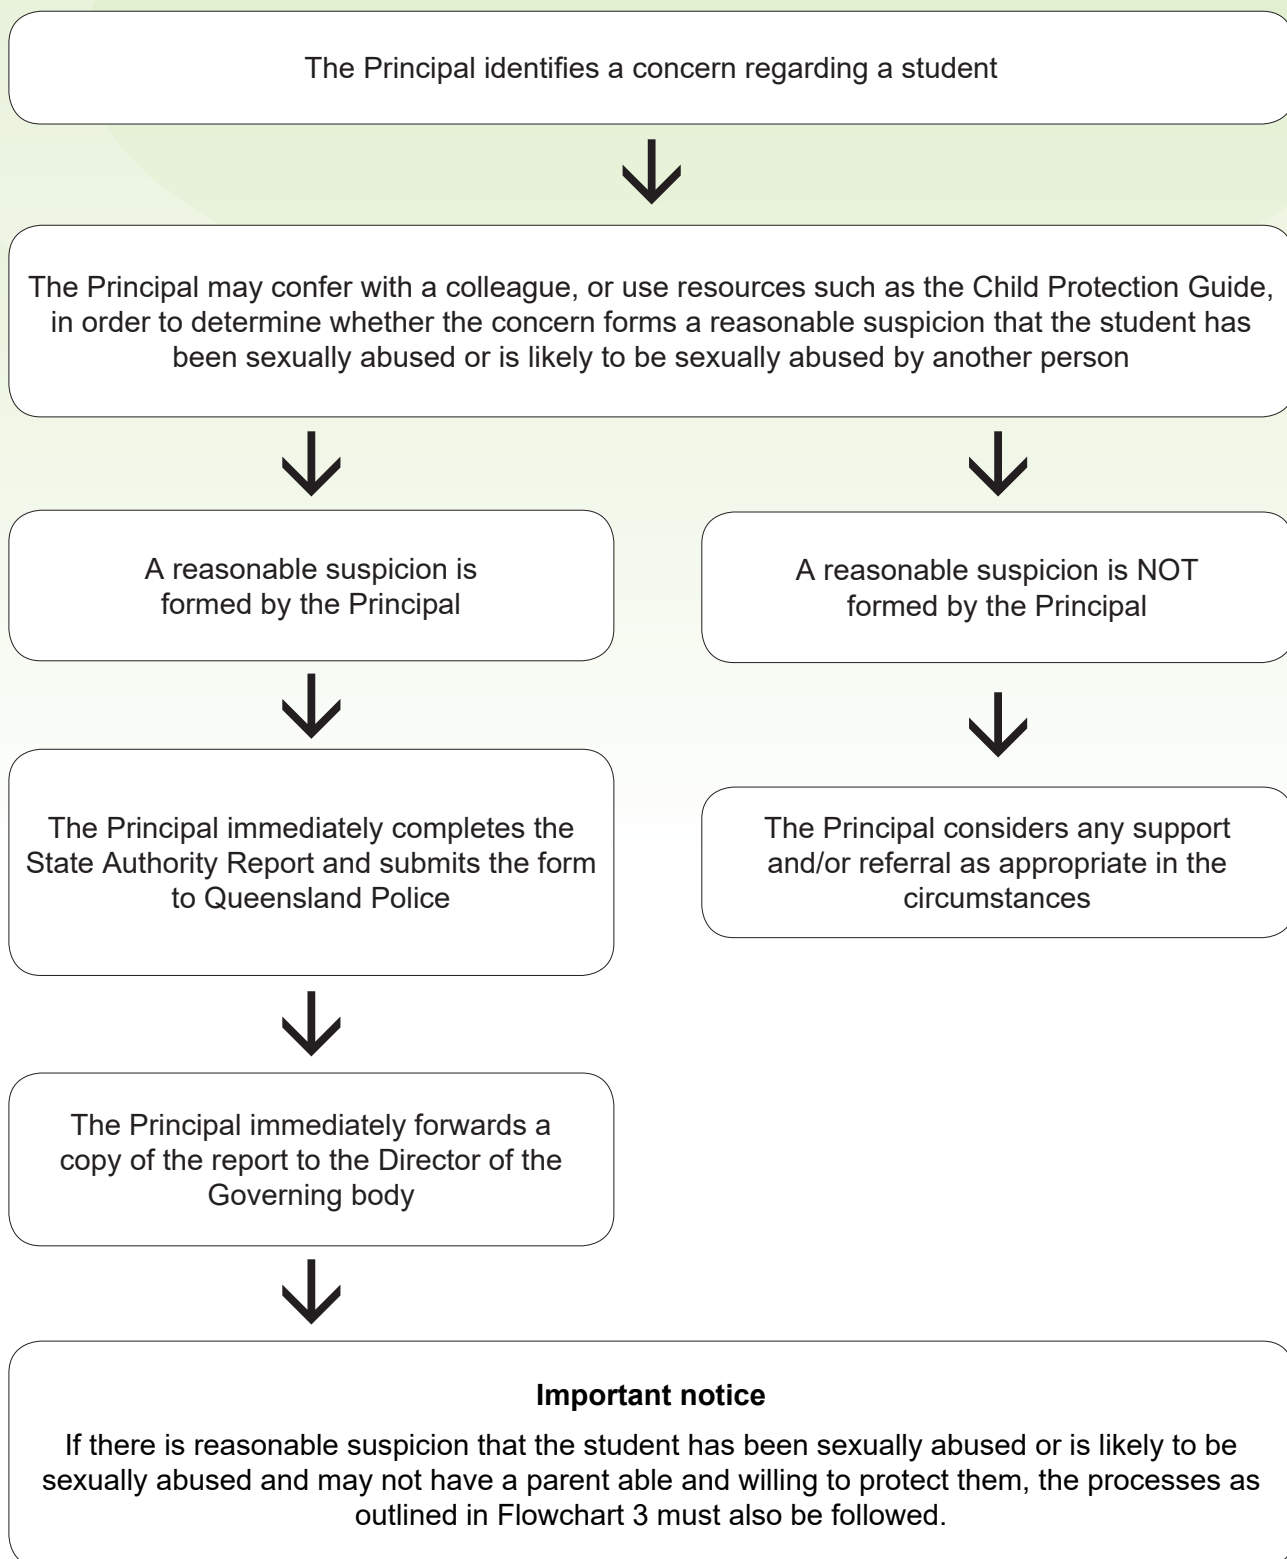 The Principal identifies a concern regarding a student
The Principal may confer with a colleague, or use resources such as the Child Protection Guide,
in order to determine whether the concern forms a reasonable suspicion that the student has
been sexually abused or is likely to be sexually abused by another person
A reasonable suspicion is
formed by the Principal
A reasonable suspicion is NOT
formed by the Principal
The Principal immediately completes the
State Authority Report and submits the form
to Queensland Police
The Principal considers any support
and/or referral as appropriate in the
circumstances
The Principal immediately forwards a
copy of the report to the Director of the
Governing body
Important notice
If there is reasonable suspicion that the student has been sexually abused or is likely to be
sexually abused and may not have a parent able and willing to protect them, the processes as
outlined in Flowchart 3 must also be followed.